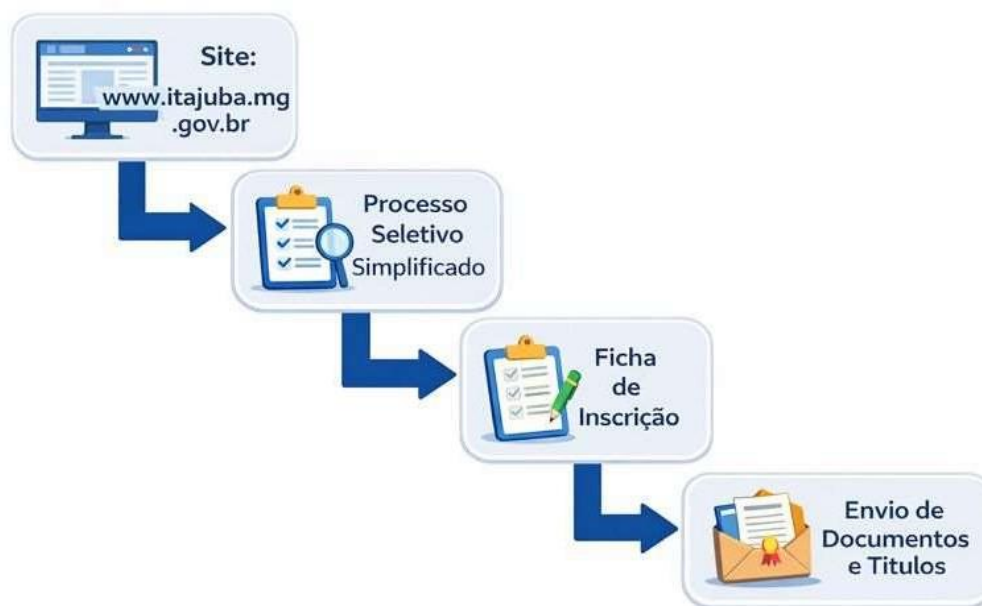 Site:
www.itajuba.mg
.gov.br
Processo
Seletivo
Simplificado
Ficha
de
Inscrição
Envio de
Documentos
e Titulos